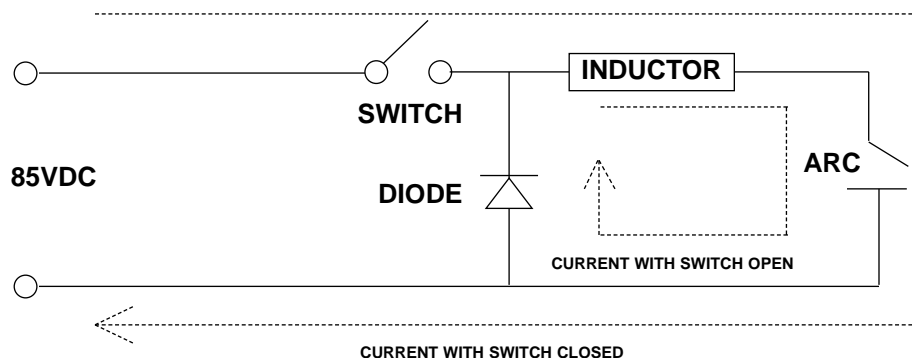 INDUCTOR
SWITCH
ARC
85VDC
DIODE
CURRENT WITH SWITCH OPEN
CURRENT WITH SWITCH CLOSED